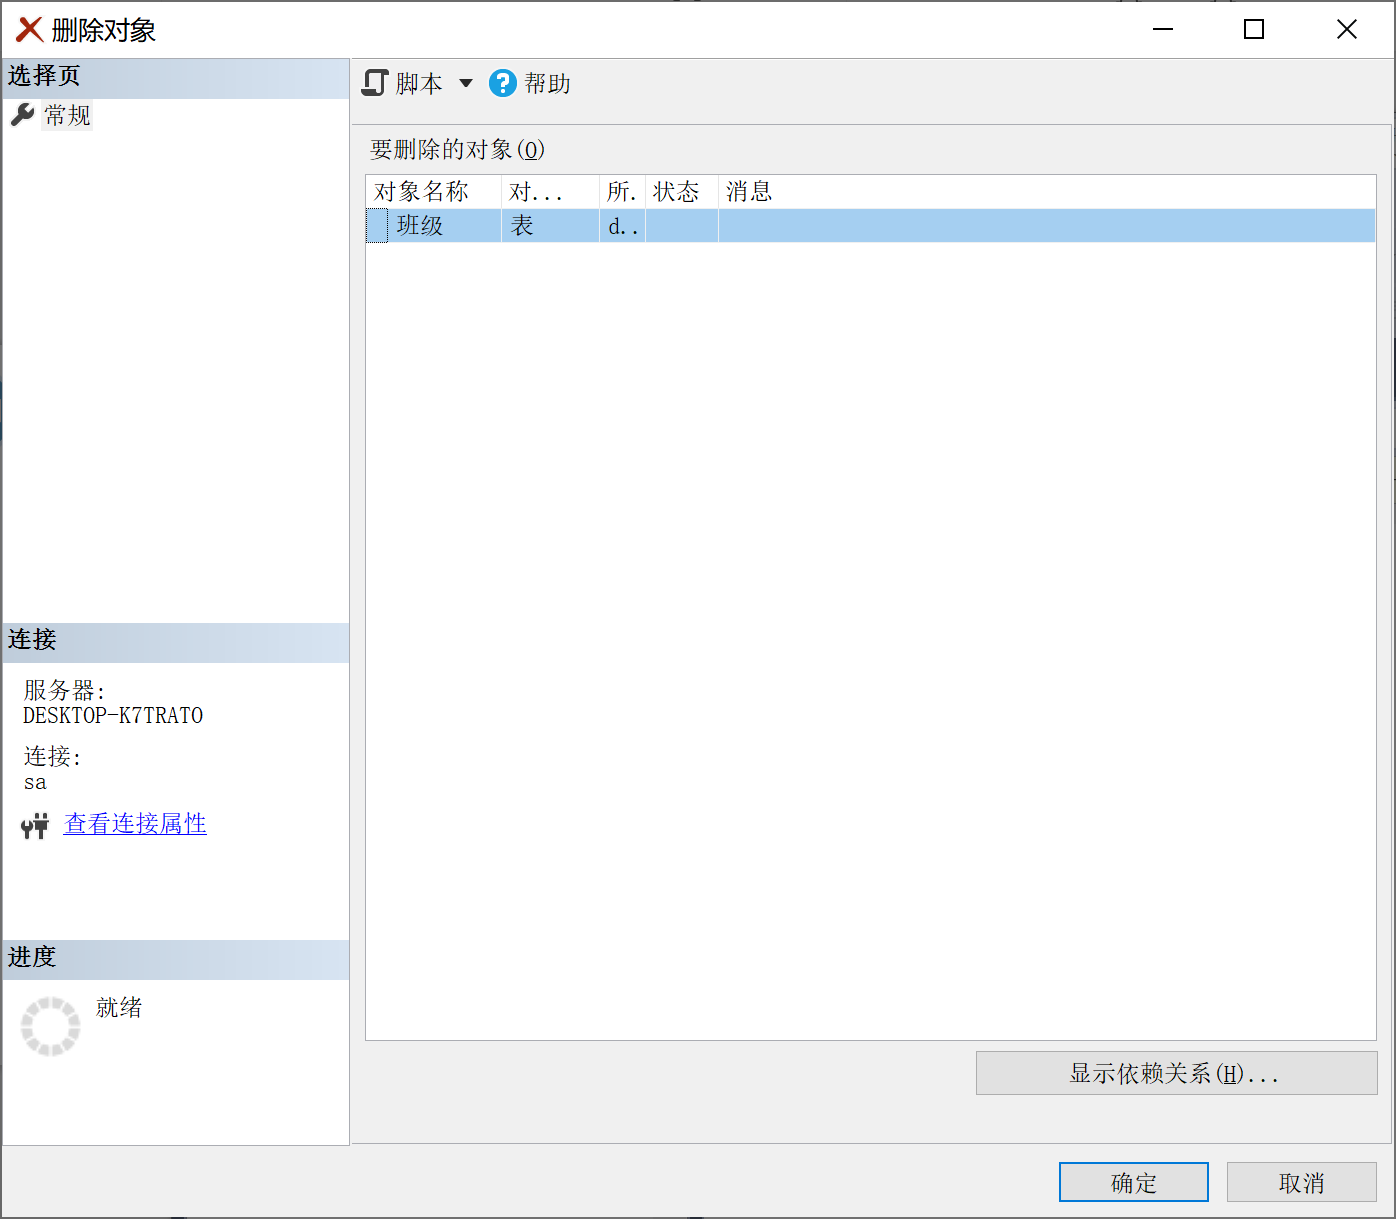 删除对象
选择页
常规
脚本
帮助
要删除的对象(O)
对象名称 对... 所. 状态 消息
班级 表 d..
连接
服务器:
DESKTOP-K7TRATO
连接:
sa
查看连接属性
进度
就绪
显示依赖关系(H)...
确定
取消